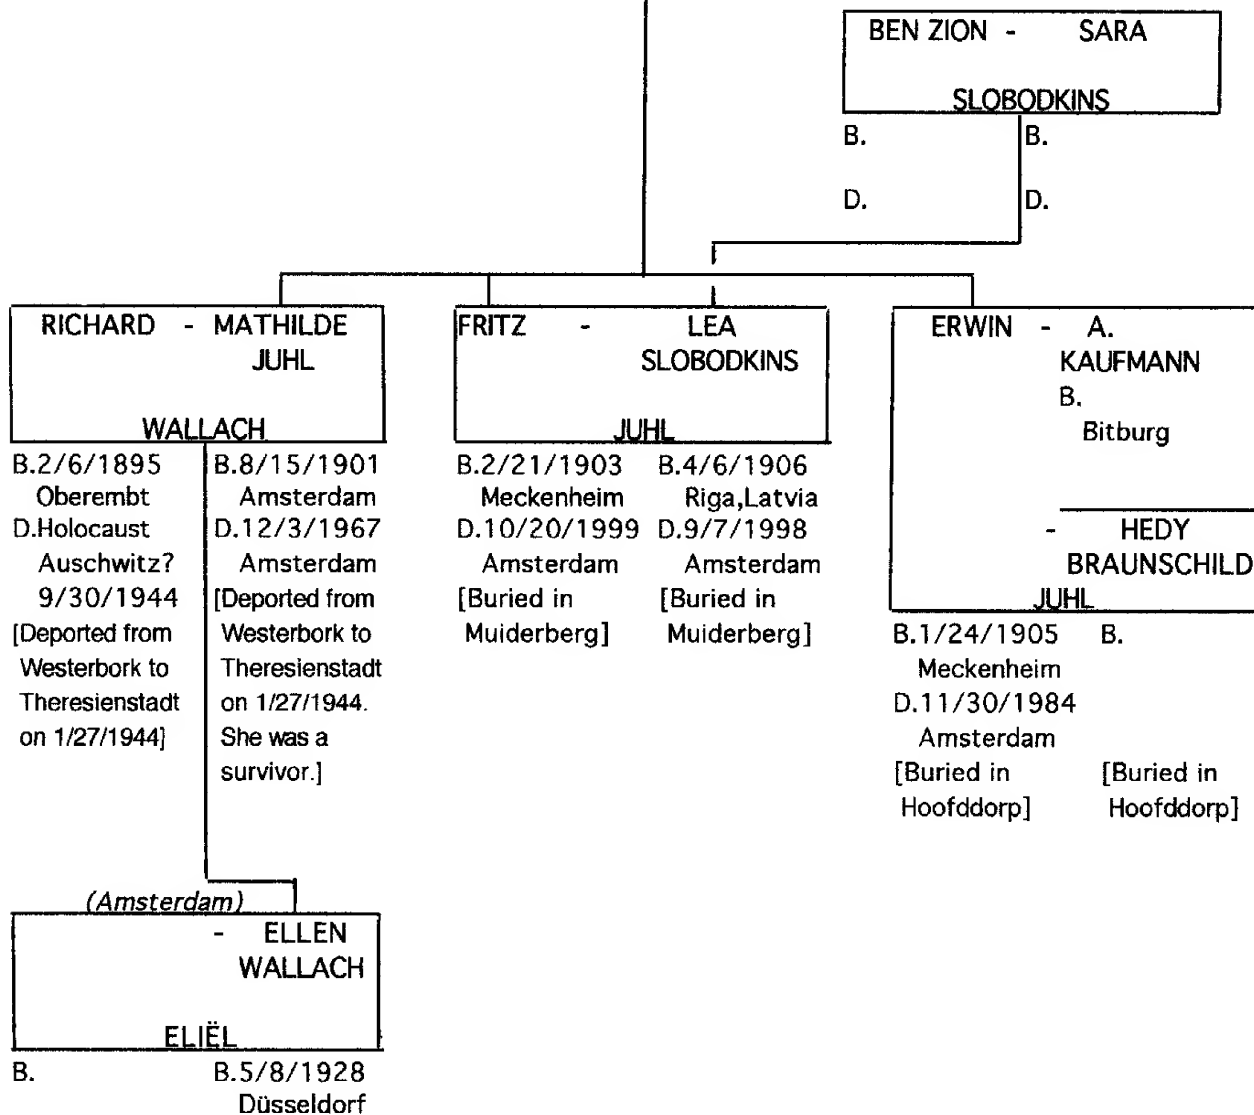 BEN ZION - SARA
SLOBODKINS
B. B.
D. D.
RICHARD - MATHILDE
JUHL
WALLACH
B.2/6/1895 B.8/15/1901
Oberembt Amsterdam
D.Holocaust D.12/3/1967
Auschwitz? Amsterdam
9/30/1944 [Deported from
[Deported from Westerbork to
Westerbork to Theresienstadt
Theresienstadt on 1/27/1944.
on 1/27/1944] She was a
survivor.]
FRITZ - LEA
SLOBODKINS
JUHL
B.2/21/1903 B.4/6/1906
Meckenheim Riga,Latvia
D.10/20/1999 D.9/7/1998
Amsterdam Amsterdam
[Buried in [Buried in
Muiderberg] Muiderberg]
ERWIN - A.
KAUFMANN
B.
Bitburg
- HEDY
BRAUNSCHILD
JUHL
B.1/24/1905 B.
Meckenheim
D.11/30/1984
Amsterdam
[Buried in [Buried in
Hoofddorp] Hoofddorp]
(Amsterdam)
- ELLEN
WALLACH
ELIËL
B. B.5/8/1928
Düsseldorf